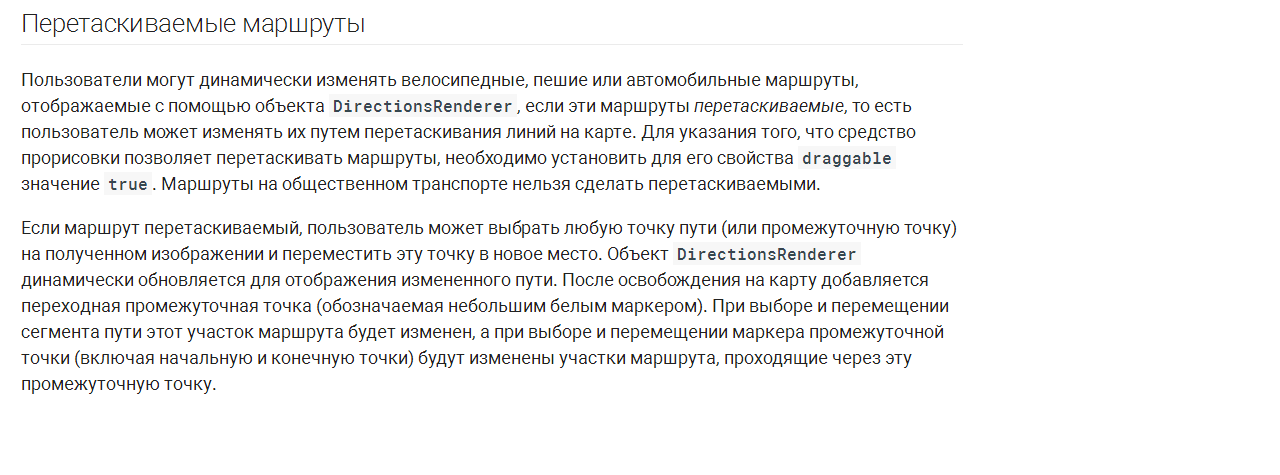 Перетаскиваемые маршруты
Пользователи могут динамически изменять велосипедные, пешие или автомобильные маршруты,
отображаемые с помощью объекта DirectionsRenderer, если эти маршруты перетаскиваемые, то есть
пользователь может изменять их путем перетаскивания линий на карте. Для указания того, что средство
прорисовки позволяет перетаскивать маршруты, необходимо установить для его свойства draggable
значение true. Маршруты на общественном транспорте нельзя сделать перетаскиваемыми.
Если маршрут перетаскиваемый, пользователь может выбрать любую точку пути (или промежуточную точку)
на полученном изображении и переместить эту точку в новое место. Объект DirectionsRenderer
динамически обновляется для отображения измененного пути. После освобождения на карту добавляется
переходная промежуточная точка (обозначаемая небольшим белым маркером). При выборе и перемещении
сегмента пути этот участок маршрута будет изменен, а при выборе и перемещении маркера промежуточной
точки (включая начальную и конечную точки) будут изменены участки маршрута, проходящие через эту
промежуточную точку.